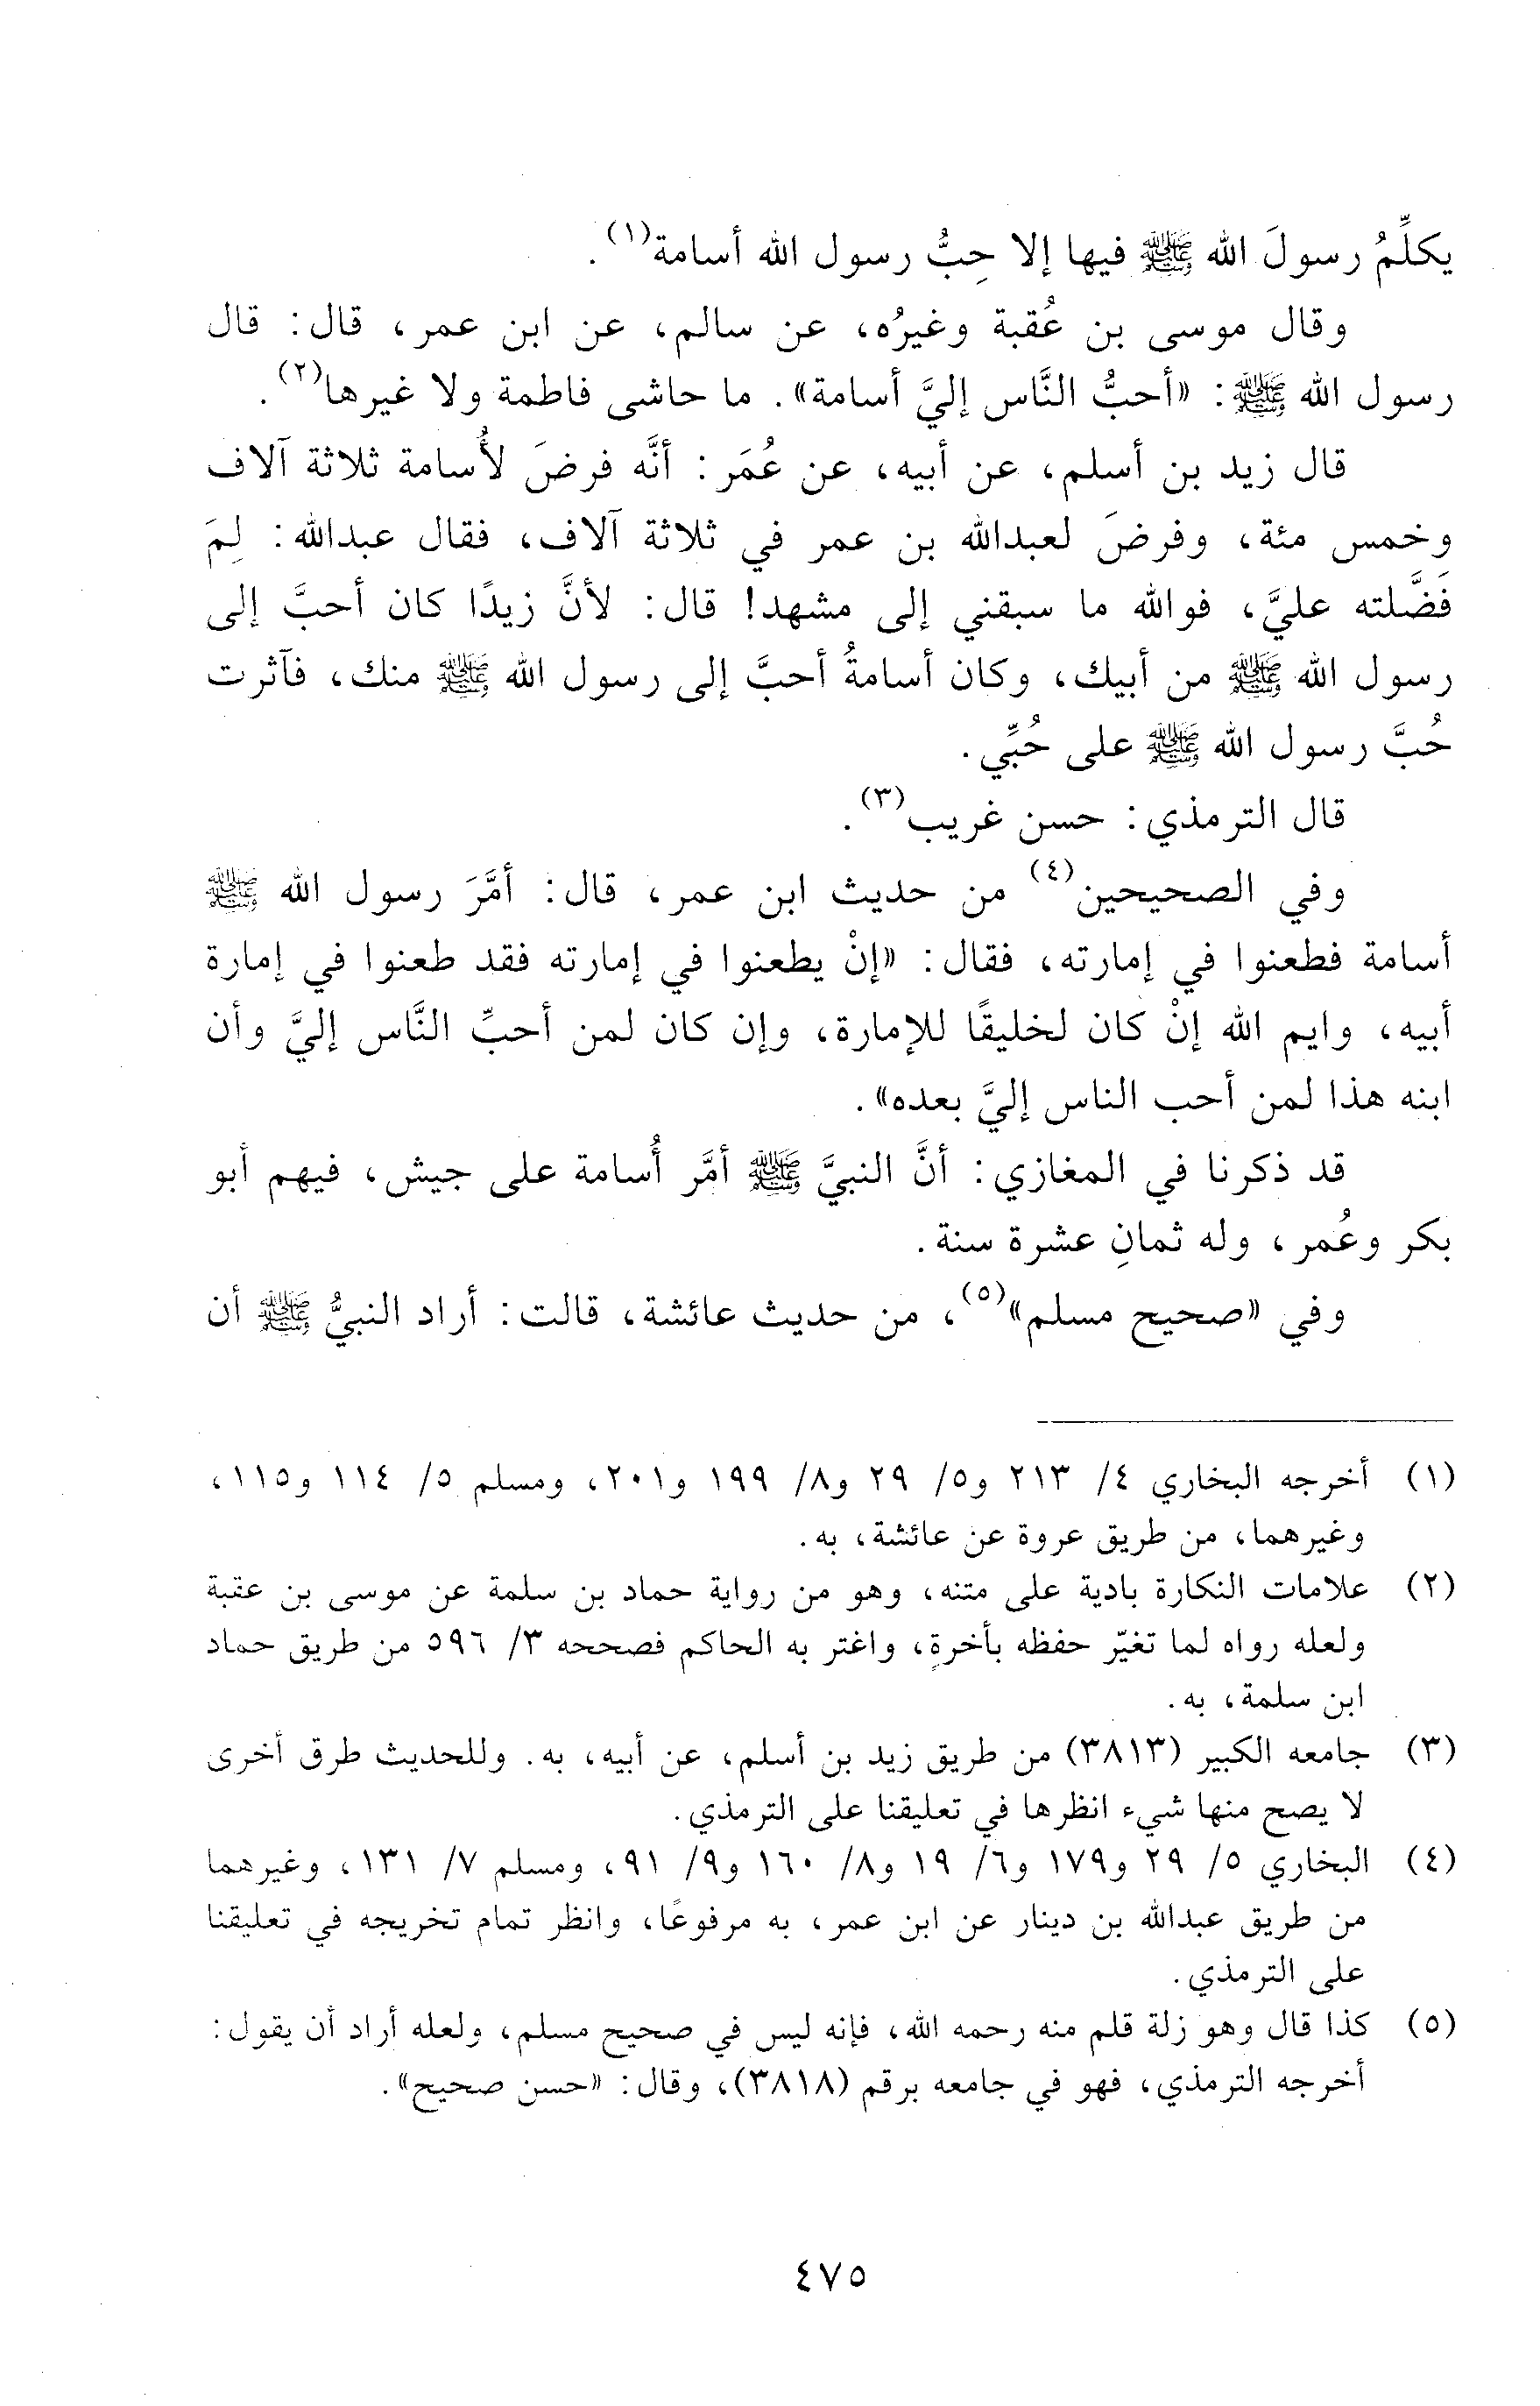 يكلِّمُ رسولَ الله ﷺ فيها إلا حِبُّ رسول الله أسامة(١).
وقال موسى بن عُقبة وغيرُه، عن سالم، عن ابن عمر، قال: قال
رسول الله ﷺ: «أحبُّ النَّاس إليَّ أسامة». ما حاشى فاطمة ولا غيرها(٢).
قال زيد بن أسلم، عن أبيه، عن عُمَر: أنَّه فرضَ لأُسامة ثلاثة آلاف
وخمس مئة، وفرضَ لعبدالله بن عمر في ثلاثة آلاف، فقال عبدالله: لِمَ
فَضَّلته عليَّ، فوالله ما سبقني إلى مشهد! قال: لأنَّ زيدًا كان أحبَّ إلى
رسول الله ﷺ من أبيك، وكان أسامةُ أحبَّ إلى رسول الله ﷺ منك، فآثرت
حُبَّ رسول الله ﷺ على حُبِّي.
قال الترمذي: حسن غريب(٣).
وفي الصحيحين(٤) من حديث ابن عمر، قال: أمَّرَ رسول الله ﷺ
أسامة فطعنوا في إمارته، فقال: «إنْ يطعنوا في إمارته فقد طعنوا في إمارة
أبيه، وايم الله إنْ كان لخليقًا للإمارة، وإن كان لمن أحبِّ النَّاس إليَّ وأن
ابنه هذا لمن أحب الناس إليَّ بعده».
قد ذكرنا في المغازي: أنَّ النبيَّ ﷺ أمَّر أُسامة على جيش، فيهم أبو
بكر وعُمر، وله ثمانِ عشرة سنة.
وفي «صحيح مسلم»(٥)، من حديث عائشة، قالت: أراد النبيُّ ﷺ أن
(١) أخرجه البخاري ٤/ ٢١٣ و٥/ ٢٩ و٨/ ١٩٩ و٢٠١، ومسلم ٥/ ١١٤ و١١٥،
وغيرهما، من طريق عروة عن عائشة، به.
(٢) علامات النكارة بادية على متنه، وهو من رواية حماد بن سلمة عن موسى بن عقبة
ولعله رواه لما تغيّر حفظه بأخرةٍ، واغتر به الحاكم فصححه ٣/ ٥٩٦ من طريق حماد
ابن سلمة، به.
(٣) جامعه الكبير (٣٨١٣) من طريق زيد بن أسلم، عن أبيه، به. وللحديث طرق أخرى
لا يصح منها شيء انظرها في تعليقنا على الترمذي.
(٤) البخاري ٥/ ٢٩ و١٧٩ و٦/ ١٩ و٨/ ١٦٠ و٩/ ٩١، ومسلم ٧/ ١٣١، وغيرهما
من طريق عبدالله بن دينار عن ابن عمر، به مرفوعًا، وانظر تمام تخريجه في تعليقنا
على الترمذي.
(٥) كذا قال وهو زلة قلم منه رحمه الله، فإنه ليس في صحيح مسلم، ولعله أراد أن يقول:
أخرجه الترمذي، فهو في جامعه برقم (٣٨١٨)، وقال: «حسن صحيح».
٤٧٥